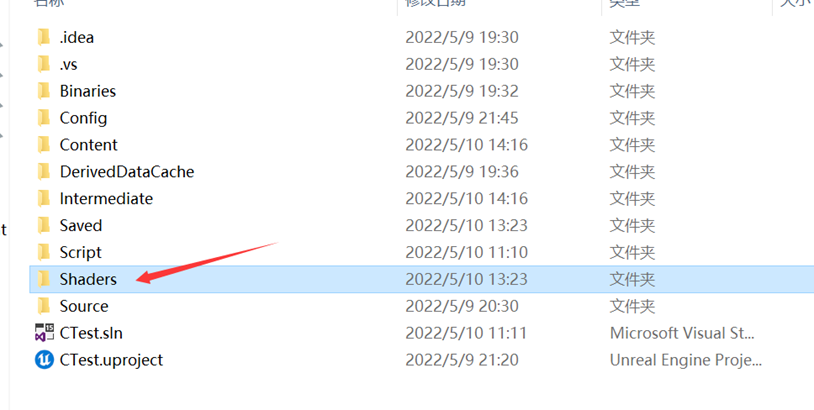 名称 修改日期 类型 大小
.idea 2022/5/9 19:30 文件夹
.vs 2022/5/9 19:30 文件夹
Binaries 2022/5/9 19:32 文件夹
Config 2022/5/9 21:45 文件夹
Content 2022/5/10 14:16 文件夹
DerivedDataCache 2022/5/9 19:36 文件夹
Intermediate 2022/5/10 14:16 文件夹
Saved 2022/5/10 13:23 文件夹
t
Script 2022/5/10 11:10 文件夹
Shaders 2022/5/10 13:23 文件夹
Source 2022/5/9 20:30 文件夹
CTest.sln 2022/5/10 11:11 Microsoft Visual St...
CTest.uproject 2022/5/9 21:20 Unreal Engine Proje...